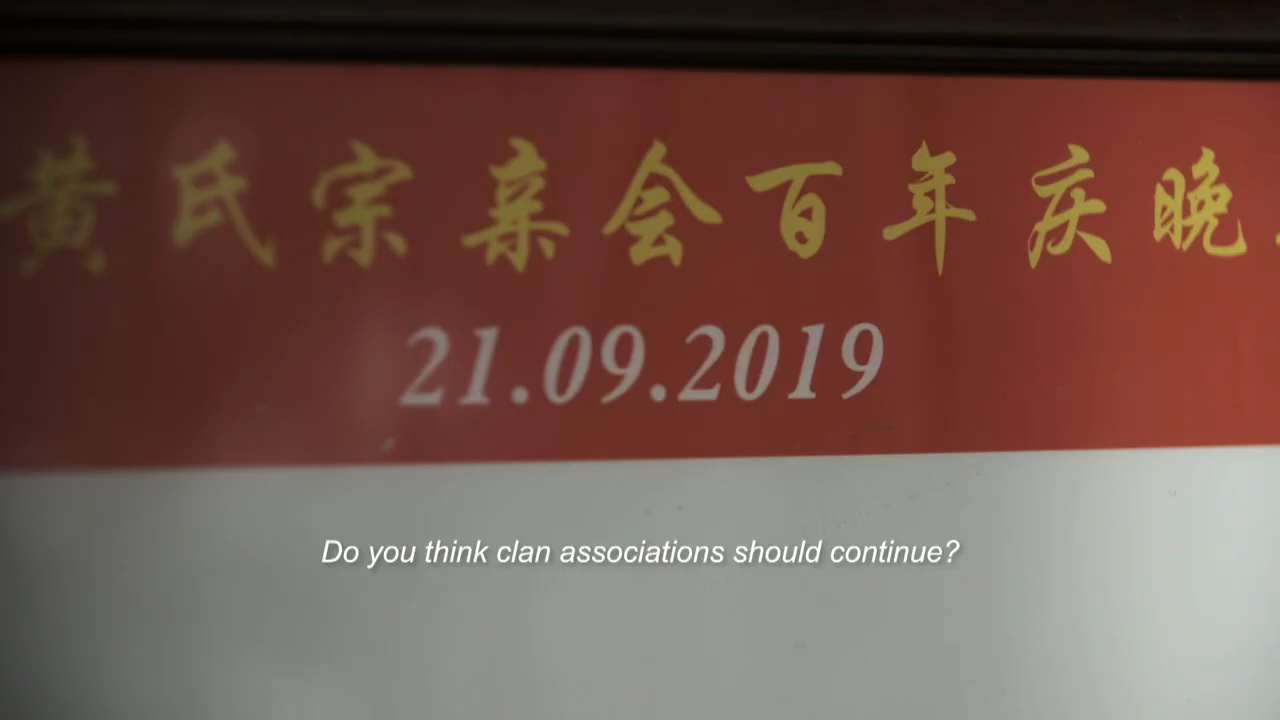 黄氏宗亲会百年庆晚
21.09.2019
Do you think clan associations should continue?